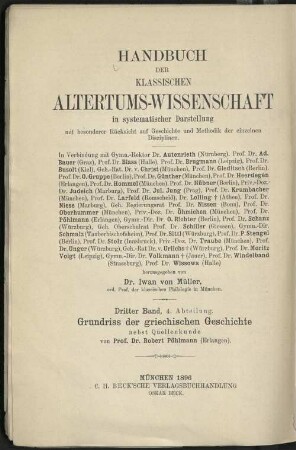 HANDBUCH
DER
KLASSISCHEN
ALTERTUMS-WISSENSCHAFT
in systematischer Darstellung
mit besonderer Rücksicht auf Geschichte und Methodik der einzelnen
Disziplinen.
In Verbindung mit Gymn.-Rektor Dr. Autenrieth (Nürnberg), Prof. Dr. Ad.
Bauer (Graz), Prof. Dr. Blass (Halle), Prof. Dr. Brugmann (Leipzig), Prof. Dr.
Busolt (Kiel), Geh.-Rat Dr. v. Christ (München), Prof. Dr. Gleditsch (Berlin),
Prof. Dr. O. Gruppe (Berlin), Prof. Dr. Günther (München), Prof. Dr. Heerdegen
(Erlangen), Prof. Dr. Hommel (München), Prof. Dr. Hübner (Berlin), Priv.-Doz.
Dr. Judeich (Marburg), Prof. Dr. Jul. Jung (Prag), Prof. Dr. Krumbacher
(München), Prof. Dr. Larfeld (Remscheid), Dr. Lolling † (Athen), Prof. Dr.
Niese (Marburg), Geh. Regierungsrat Prof. Dr. Nissen (Bonn), Prof. Dr.
Oberhummer (München), Priv.-Doz. Dr. Öhmichen (München), Prof. Dr.
Pöhlmann (Erlangen), Gymn.-Dir. Dr. O. Richter (Berlin), Prof. Dr. Schanz
(Würzburg), Geh. Oberschulrat Prof. Dr. Schiller (Giessen), Gymn.-Dir.
Schmalz (Tauberbischofsheim), Prof. Dr. Sittl (Würzburg), Prof. Dr. P. Stengel
(Berlin), Prof. Dr. Stolz (Innsbruck), Priv.-Doz. Dr. Traube (München), Prof.
Dr. Unger (Würzburg), Geh.-Rat Dr. v. Urlichs † (Würzburg), Prof. Dr. Moritz
Voigt (Leipzig), Gymn.-Dir. Dr. Volkmann † (Jauer), Prof. Dr. Windelband
(Strassburg), Prof. Dr. Wissowa (Halle)
herausgegeben von
Dr. Iwan von Müller,
ord. Prof. der klassischen Philologie in München.
Dritter Band, 4. Abteilung.
Grundriss der griechischen Geschichte
nebst Quellenkunde
von Prof. Dr. Robert Pöhlmann (Erlangen).
MÜNCHEN 1896
C. H. BECK'SCHE VERLAGSBUCHHANDLUNG
OSKAR BECK.